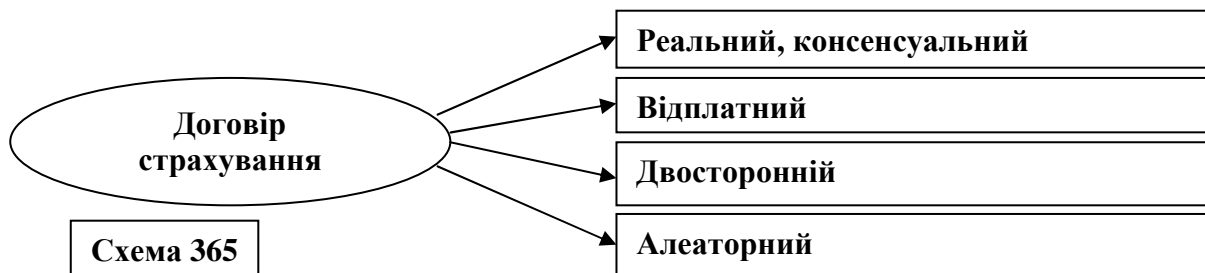 Реальний, консенсуальний
Відплатний
Договір
страхування
Двосторонній
Алеаторний
Схема 365